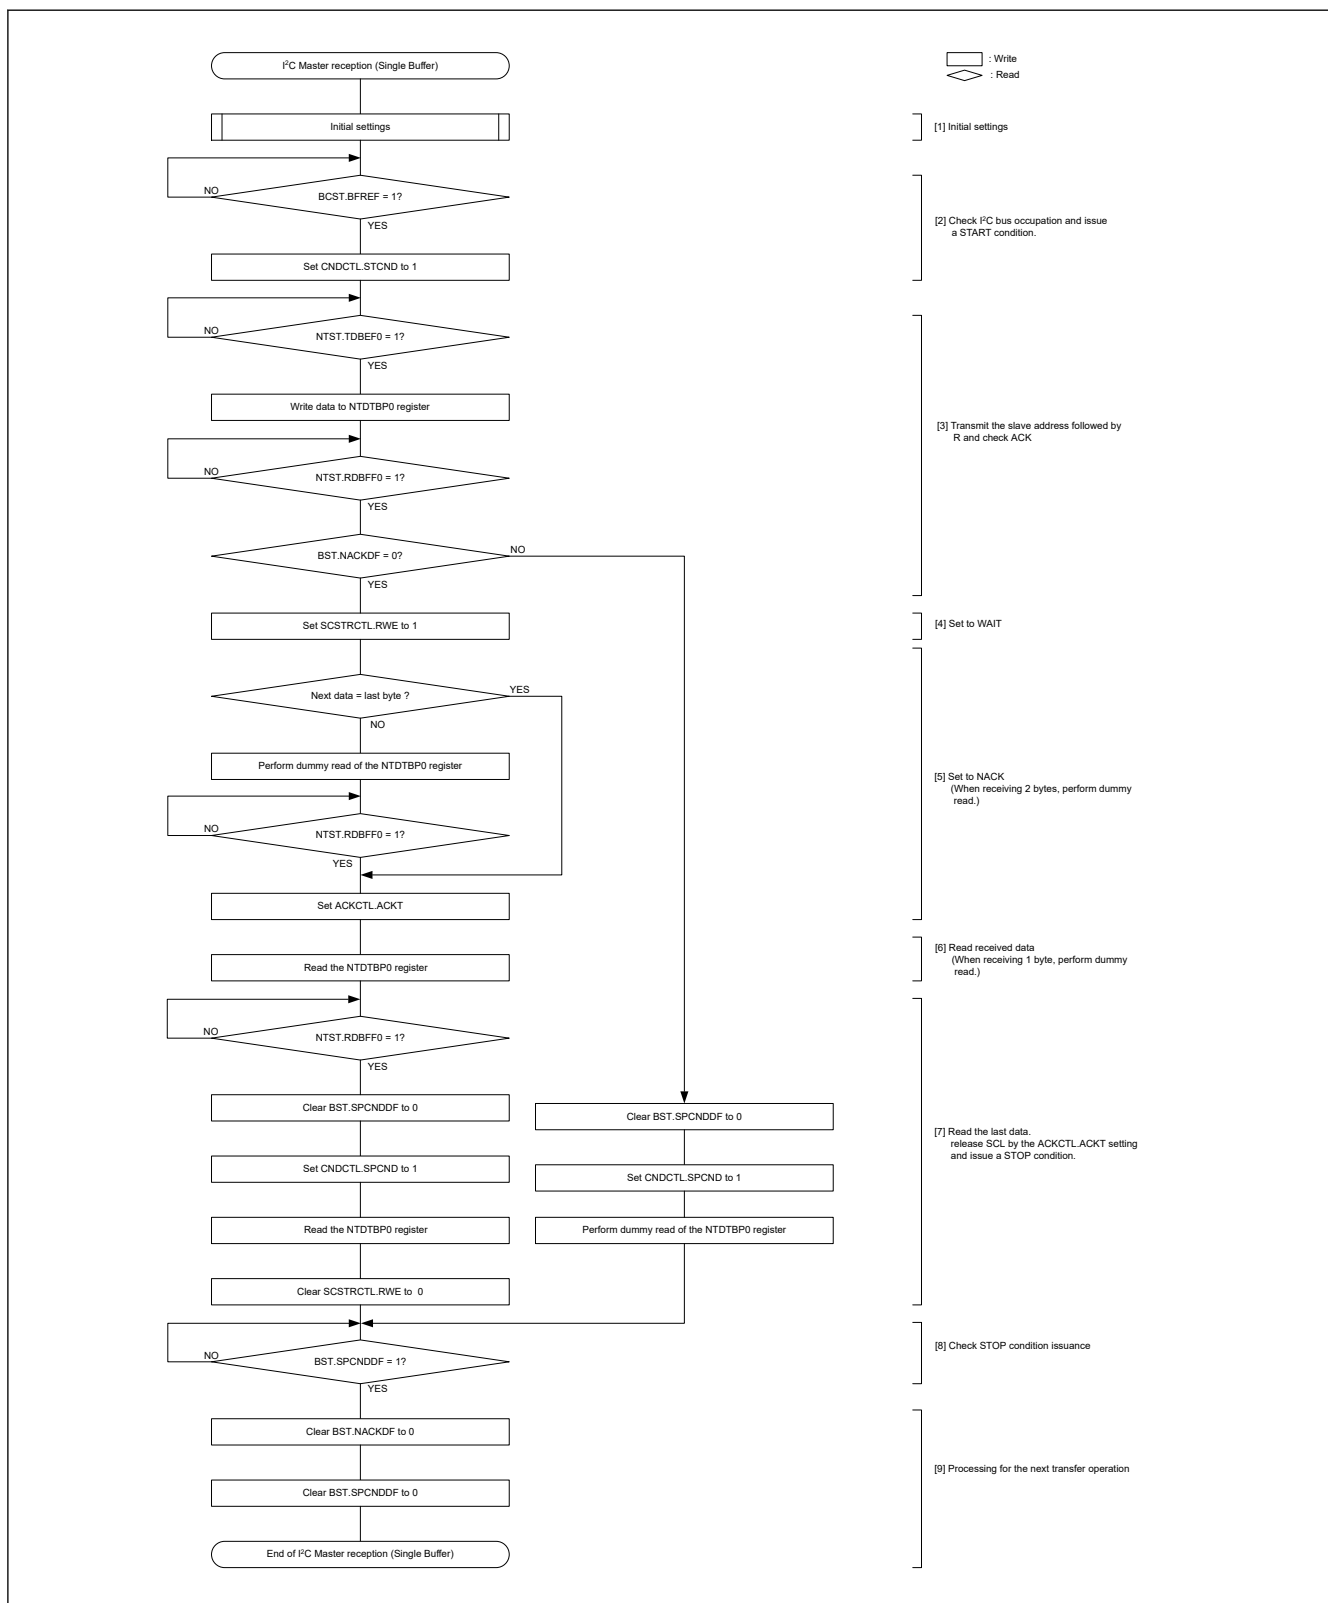 I²C Master reception (Single Buffer)
: Write
: Read
Initial settings
[1] Initial settings
NO
BCST.BFREF = 1?
YES
[2] Check I²C bus occupation and issue
a START condition.
Set CNDCTL.STCND to 1
NO
NTST.TDBEF0 = 1?
YES
Write data to NTDTBP0 register
[3] Transmit the slave address followed by
R and check ACK
NO
NTST.RDBFF0 = 1?
YES
BST.NACKDF = 0?
NO
YES
Set SCSTRCTL.RWE to 1
[4] Set to WAIT
Next data = last byte ?
YES
NO
Perform dummy read of the NTDTBP0 register
[5] Set to NACK
(When receiving 2 bytes, perform dummy
read.)
NO
NTST.RDBFF0 = 1?
YES
Set ACKCTL.ACKT
[6] Read received data
(When receiving 1 byte, perform dummy
read.)
Read the NTDTBP0 register
NO
NTST.RDBFF0 = 1?
YES
Clear BST.SPCNDDF to 0
Clear BST.SPCNDDF to 0
[7] Read the last data.
release SCL by the ACKCTL.ACKT setting
and issue a STOP condition.
Set CNDCTL.SPCND to 1
Set CNDCTL.SPCND to 1
Read the NTDTBP0 register
Perform dummy read of the NTDTBP0 register
Clear SCSTRCTL.RWE to  0
NO
BST.SPCNDDF = 1?
YES
[8] Check STOP condition issuance
Clear BST.NACKDF to 0
[9] Processing for the next transfer operation
Clear BST.SPCNDDF to 0
End of I²C Master reception (Single Buffer)